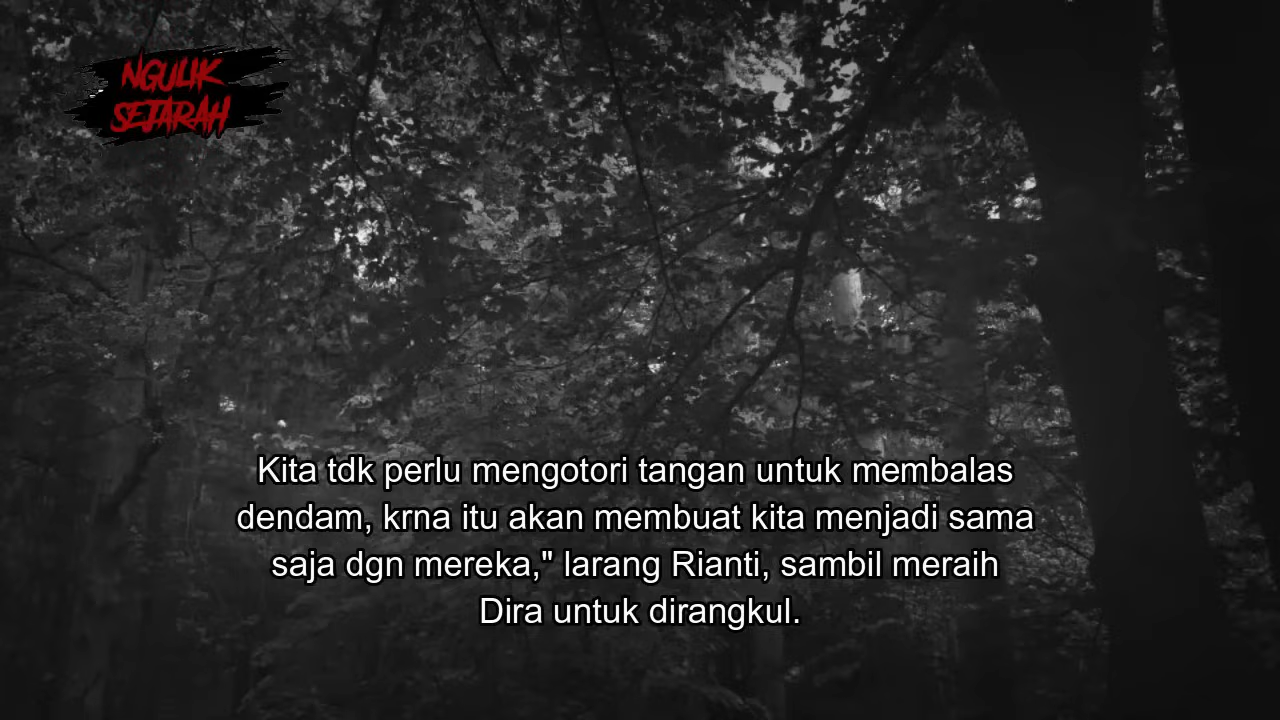 NGULIK
SEJARAH
Kita tdk perlu mengotori tangan untuk membalas
dendam, krna itu akan membuat kita menjadi sama
saja dgn mereka," larang Rianti, sambil meraih
Dira untuk dirangkul.